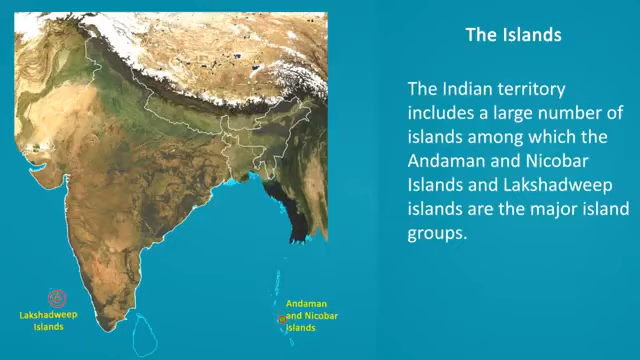 The Islands
The Indian territory
includes a large number of
islands among which the
Andaman and Nicobar
Islands and Lakshadweep
islands are the major island
groups.
Lakshadweep
Islands
Andaman
and Nicobar
Islands